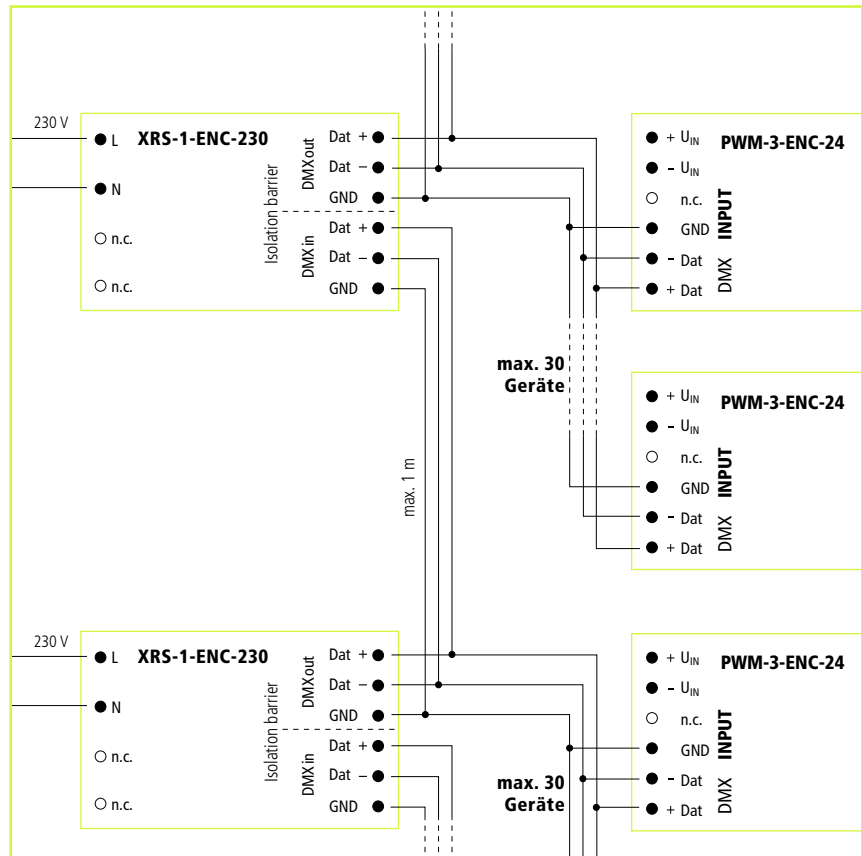 230 V
L
XRS-1-ENC-230
N
n.c.
n.c.
Isolation barrier
DMXout
Dat +
Dat –
GND
DMXin
Dat +
Dat –
GND
+ UIN
PWM-3-ENC-24
- UIN
n.c.
INPUT
GND
- Dat
DMX
+ Dat
max. 30
Geräte
max. 1 m
+ UIN
PWM-3-ENC-24
- UIN
n.c.
INPUT
GND
- Dat
DMX
+ Dat
230 V
L
XRS-1-ENC-230
N
n.c.
n.c.
Isolation barrier
DMXout
Dat +
Dat –
GND
DMXin
Dat +
Dat –
GND
+ UIN
PWM-3-ENC-24
- UIN
n.c.
INPUT
GND
- Dat
DMX
+ Dat
max. 30
Geräte